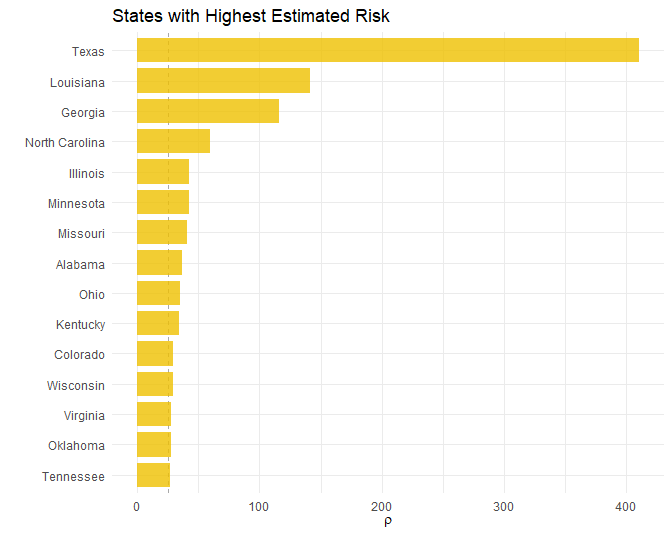 States with Highest Estimated Risk
Texas
Louisiana
Georgia
North Carolina
Illinois
Minnesota
Missouri
Alabama
Ohio
Kentucky
Colorado
Wisconsin
Virginia
Oklahoma
Tennessee
0 100 200 300 400
ρ